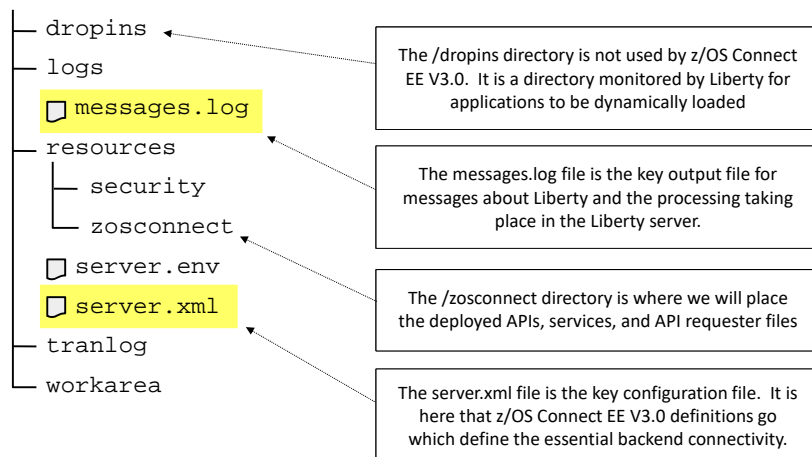 dropins
logs
messages.log
resources
security
zosconnect
server.env
server.xml
tranlog
workarea
The /dropins directory is not used by z/OS Connect
EE V3.0. It is a directory monitored by Liberty for
applications to be dynamically loaded
The messages.log file is the key output file for
messages about Liberty and the processing taking
place in the Liberty server.
The /zosconnect directory is where we will place
the deployed APIs, services, and API requester files
The server.xml file is the key configuration file. It is
here that z/OS Connect EE V3.0 definitions go
which define the essential backend connectivity.